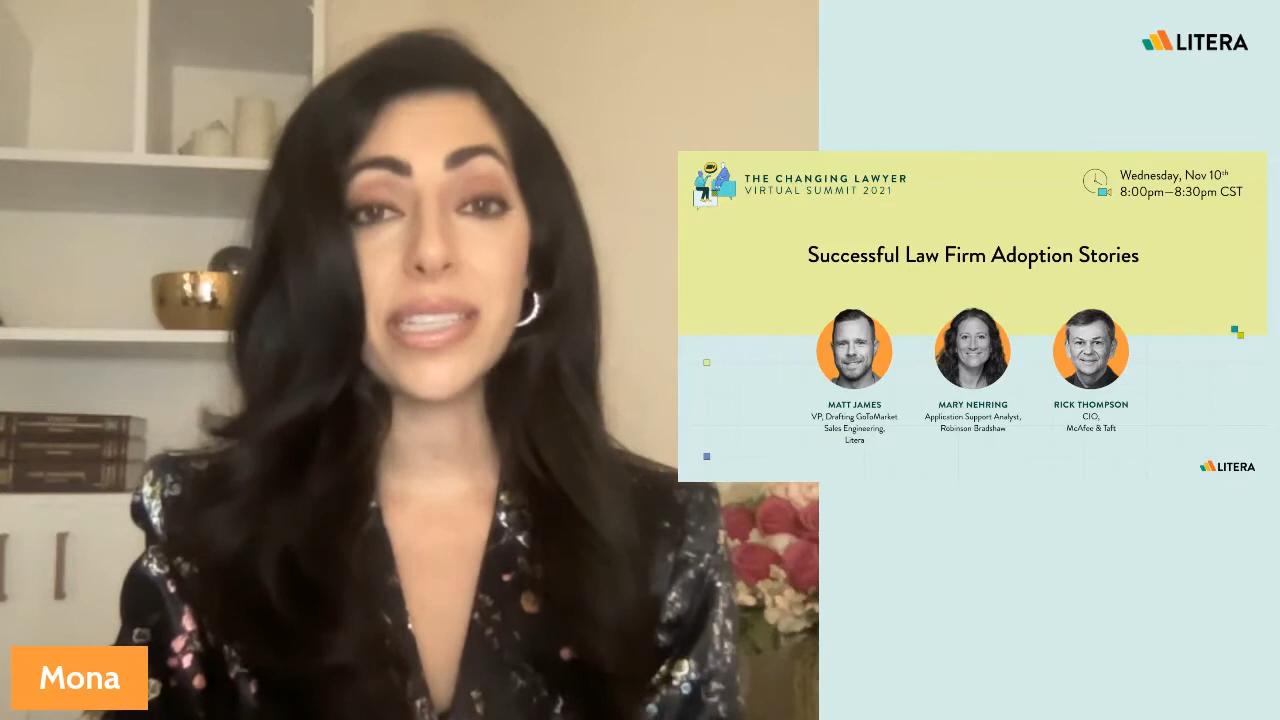 LITERA
THE CHANGING LAWYER
VIRTUAL SUMMIT 2021
Wednesday, Nov 10th
8:00pm—8:30pm CST
Successful Law Firm Adoption Stories
MATT JAMES
VP, Drafting GoToMarket
Sales Engineering,
Litera
MARY NEHRING
Application Support Analyst,
Robinson Bradshaw
RICK THOMPSON
CIO,
McAfee & Taft
LITERA
Mona